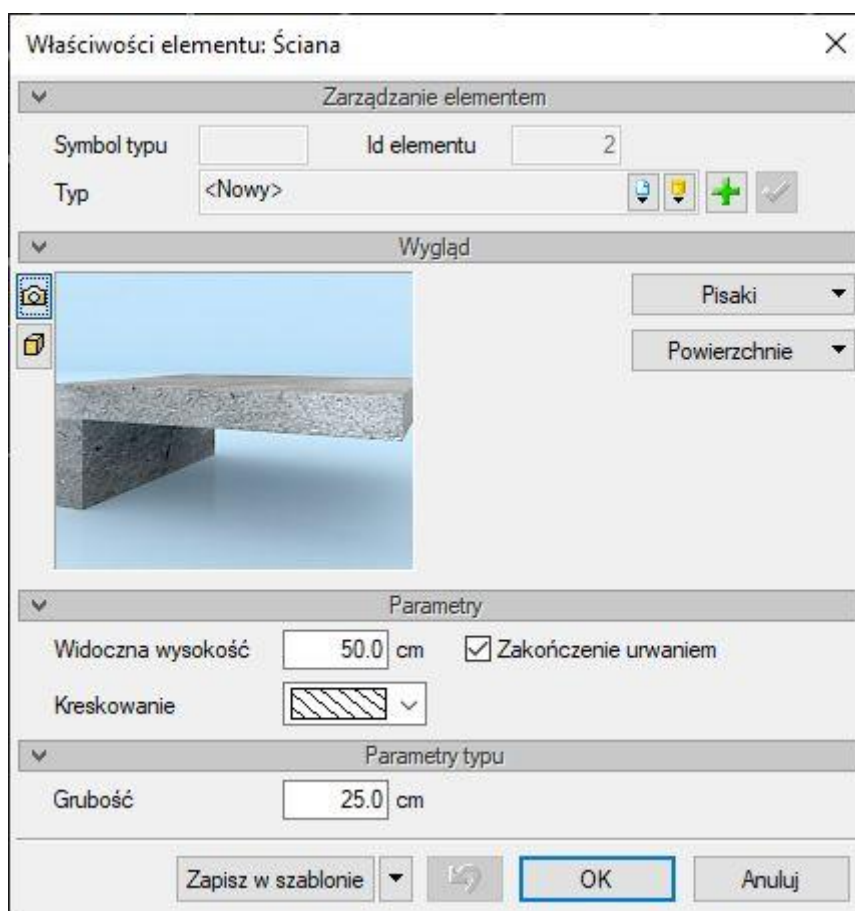 Właściwości elementu: Ściana
Zarządzanie elementem
Symbol typu Id elementu 2
Typ <Nowy>
Wygląd
Pisaki
Powierzchnie
Parametry
Widoczna wysokość 50.0 cm Zakończenie urwaniem
Kreskowanie
Parametry typu
Grubość 25.0 cm
Zapisz w szablonie OK Anuluj